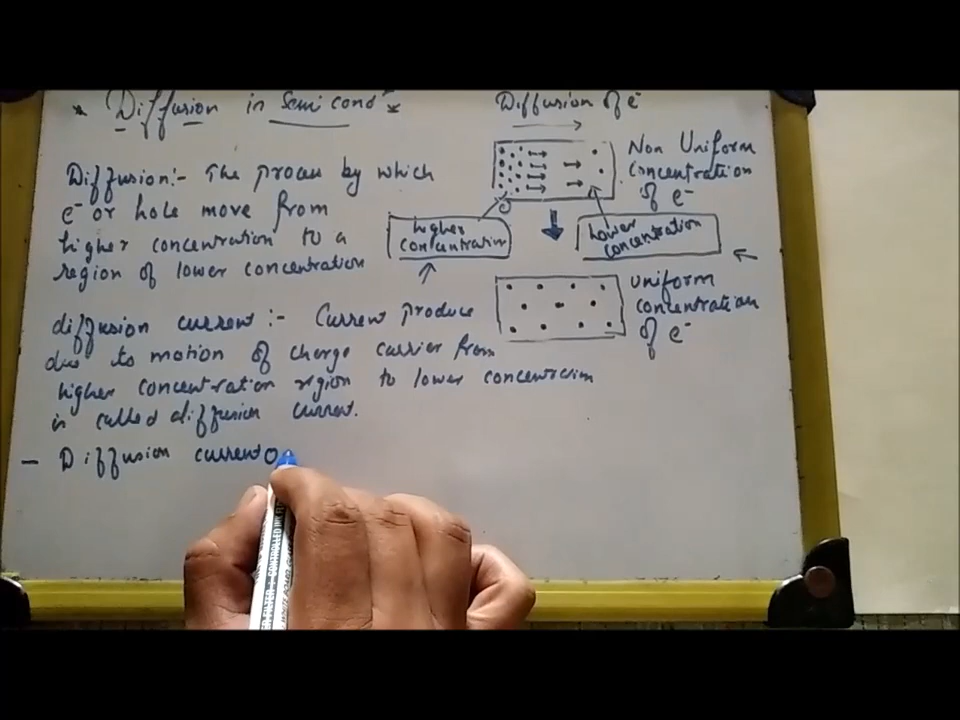 * Diffusion in Semicondr *
Diffusion :- The process by which
e- or hole move from
higher concentration to a
region of lower concentration
diffusion current :- Current produce
due to motion of charge carrier from
higher concentration region to lower concentration
is called diffusion current.
- Diffusion current
Diffusion of e-
Non Uniform
concentration
of e-
higher
concentration
Lower
concentration
uniform
concentration
of e-